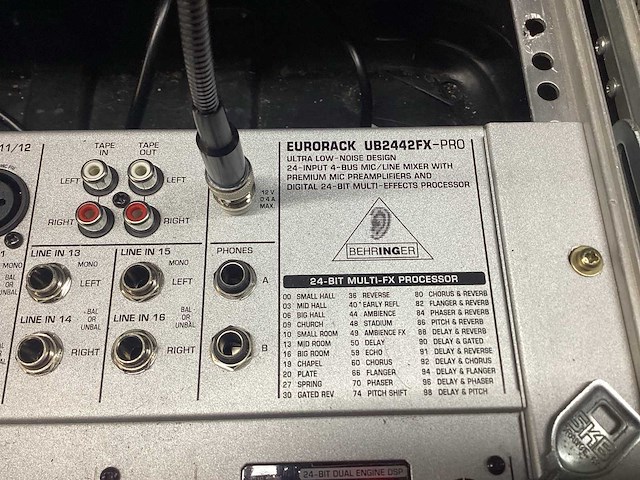 11/12
TAPE IN
TAPE OUT
LEFT
LEFT
RIGHT
RIGHT
12 V
0.4 A
MAX.
EURORACK UB2442FX-PRO
ULTRA LOW-NOISE DESIGN
24-INPUT 4-BUS MIC/LINE MIXER WITH
PREMIUM MIC PREAMPLIFIERS AND
DIGITAL 24-BIT MULTI-EFFECTS PROCESSOR
BEHRINGER
MONO
BAL
OR
UNBAL
LINE IN 13
MONO
LEFT
BAL
OR
UNBAL
LINE IN 14
RIGHT
LINE IN 15
MONO
LEFT
BAL
OR
UNBAL
LINE IN 16
RIGHT
PHONES
A
B
24-BIT MULTI-FX PROCESSOR
00 SMALL HALL
03 MID HALL
06 BIG HALL
09 CHURCH
10 SMALL ROOM
13 MID ROOM
16 BIG ROOM
19 CHAPEL
20 PLATE
27 SPRING
30 GATED REV
36 REVERSE
40 EARLY REFL.
44 AMBIENCE
48 STADIUM
49 AMBIENCE FX
50 DELAY
59 ECHO
60 CHORUS
66 FLANGER
70 PHASER
74 PITCH SHIFT
80 CHORUS & REVERB
82 FLANGER & REVERB
84 PHASER & REVERB
86 PITCH & REVERB
88 DELAY & REVERB
90 DELAY & GATED
91 DELAY & REVERSE
92 DELAY & CHORUS
94 DELAY & FLANGER
96 DELAY & PHASER
98 DELAY & PITCH
24-BIT DUAL ENGINE DSP
SKB